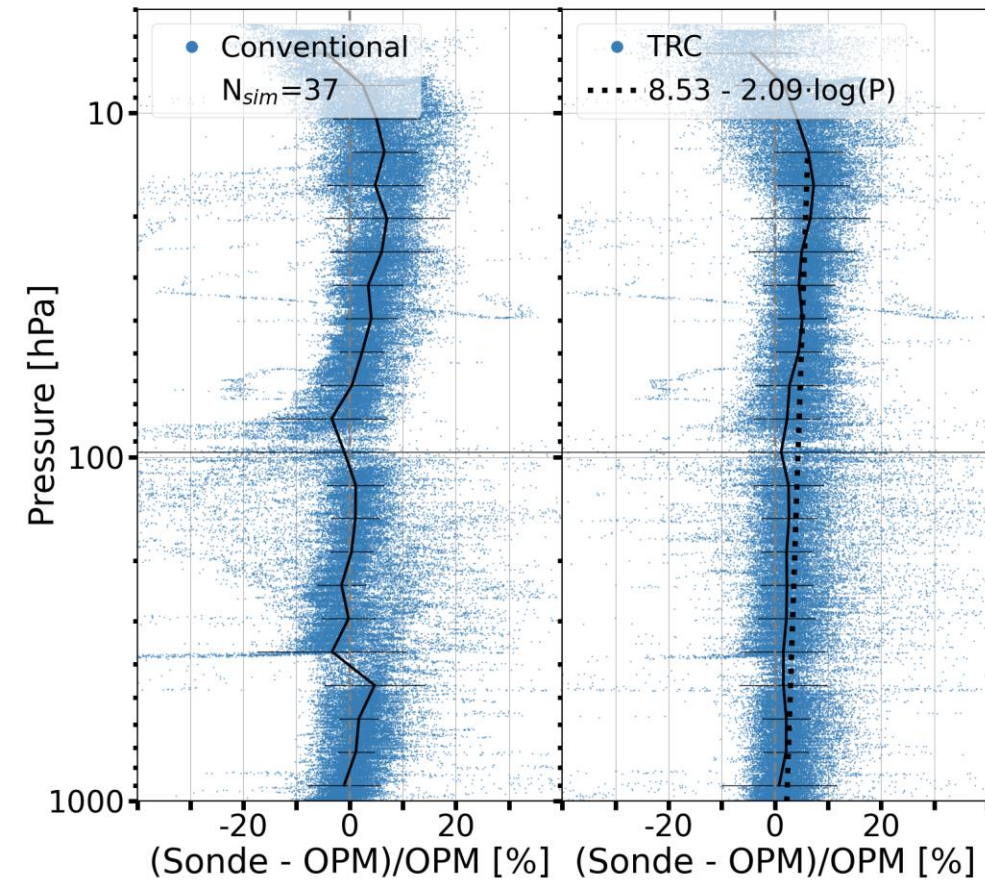 Conventional
N_sim=37
TRC
8.53 - 2.09·log(P)
Pressure [hPa]
10
100
1000
-20 0 20
-20 0 20
(Sonde - OPM)/OPM [%]
(Sonde - OPM)/OPM [%]